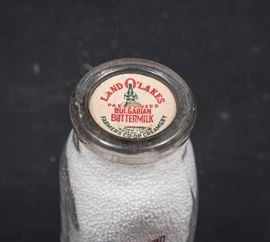 LAND O'LAKES
PASTEURIZED
BULGARIAN
BUTTERMILK
FARMERS CO-OP CREAMERY